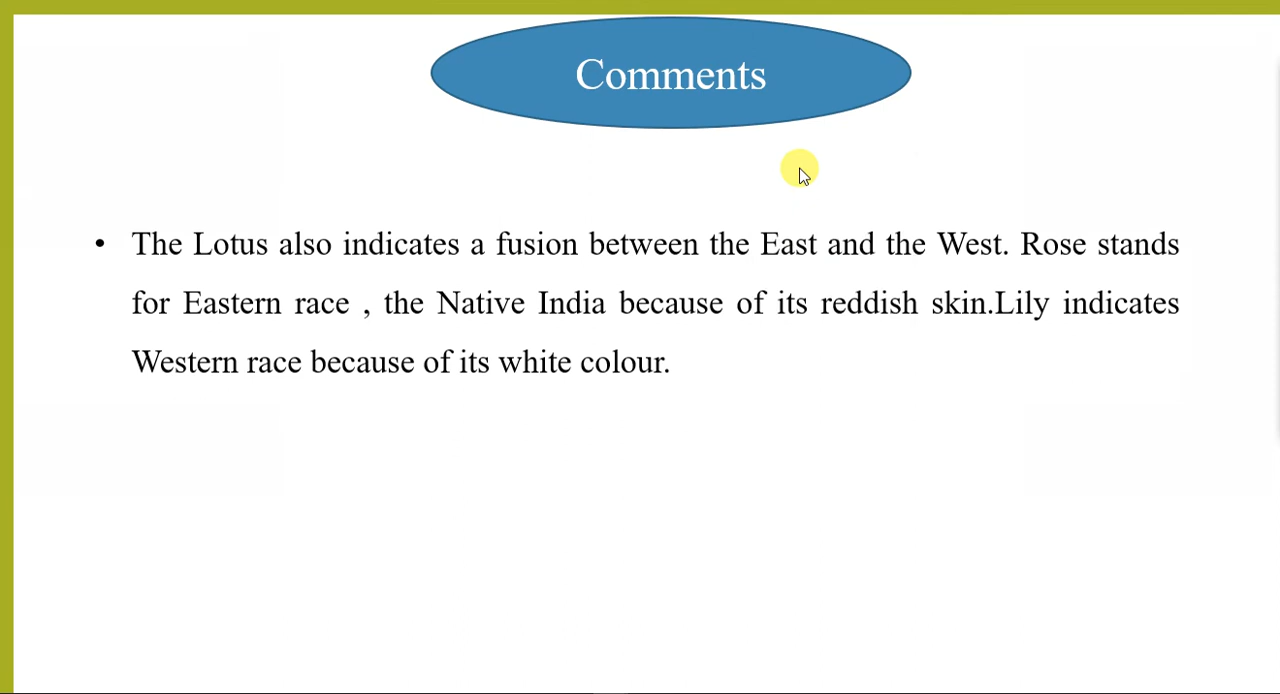 Comments
• The Lotus also indicates a fusion between the East and the West. Rose stands
for Eastern race , the Native India because of its reddish skin.Lily indicates
Western race because of its white colour.